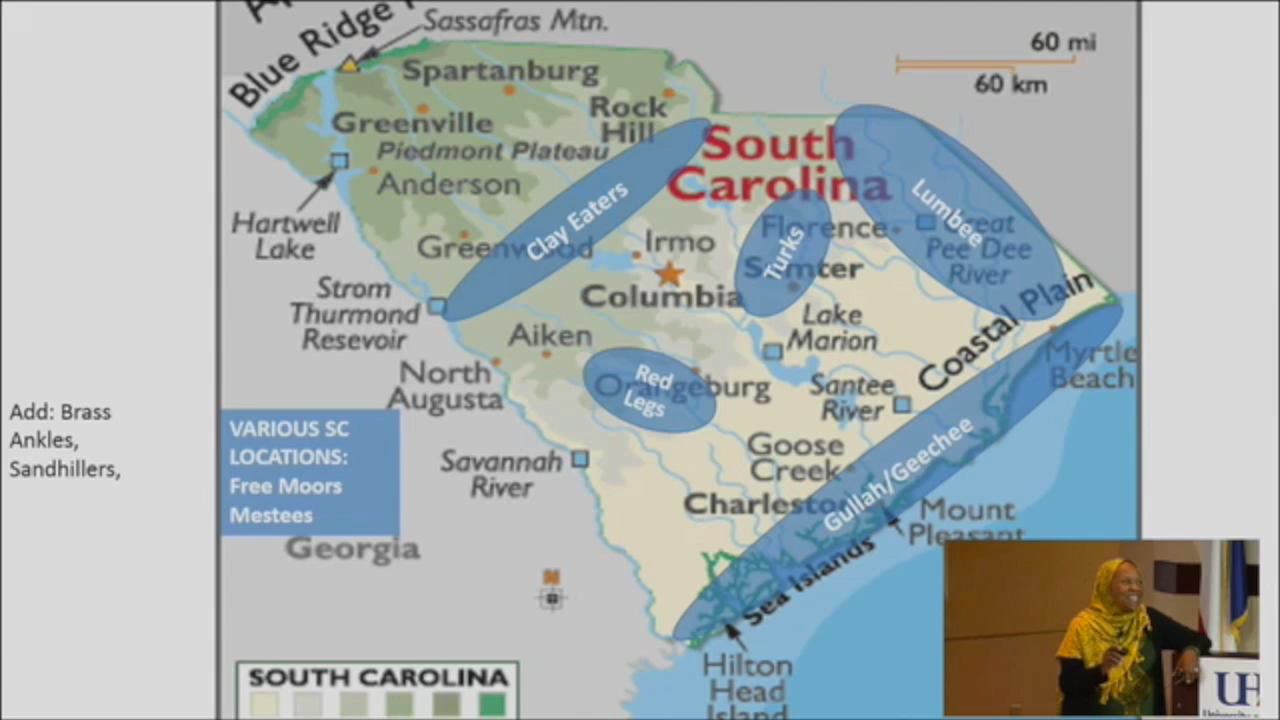 Blue Ridge
Sassafras Mtn.
60 mi
60 km
Spartanburg
Rock
Hill
Greenville
Piedmont Plateau
Anderson
South
Carolina
Hartwell
Lake
Clay Eaters
Greenwood
Irmo
Turks
Florence
Sumter
Lumbee
Great
Pee Dee
River
Columbia
Strom
Thurmond
Resevoir
Lake
Marion
Coastal Plain
Aiken
North
Augusta
Red
Legs
Orangeburg
Santee
River
Myrtle
Beach
Add: Brass
Ankles,
Sandhillers,
VARIOUS SC
LOCATIONS:
Free Moors
Mestees
Savannah
River
Goose
Creek
Charlesto
Gullah/Geechee
Mount
Pleasant
Georgia
N
Sea Islands
Hilton
Head
Island
SOUTH CAROLINA
UH